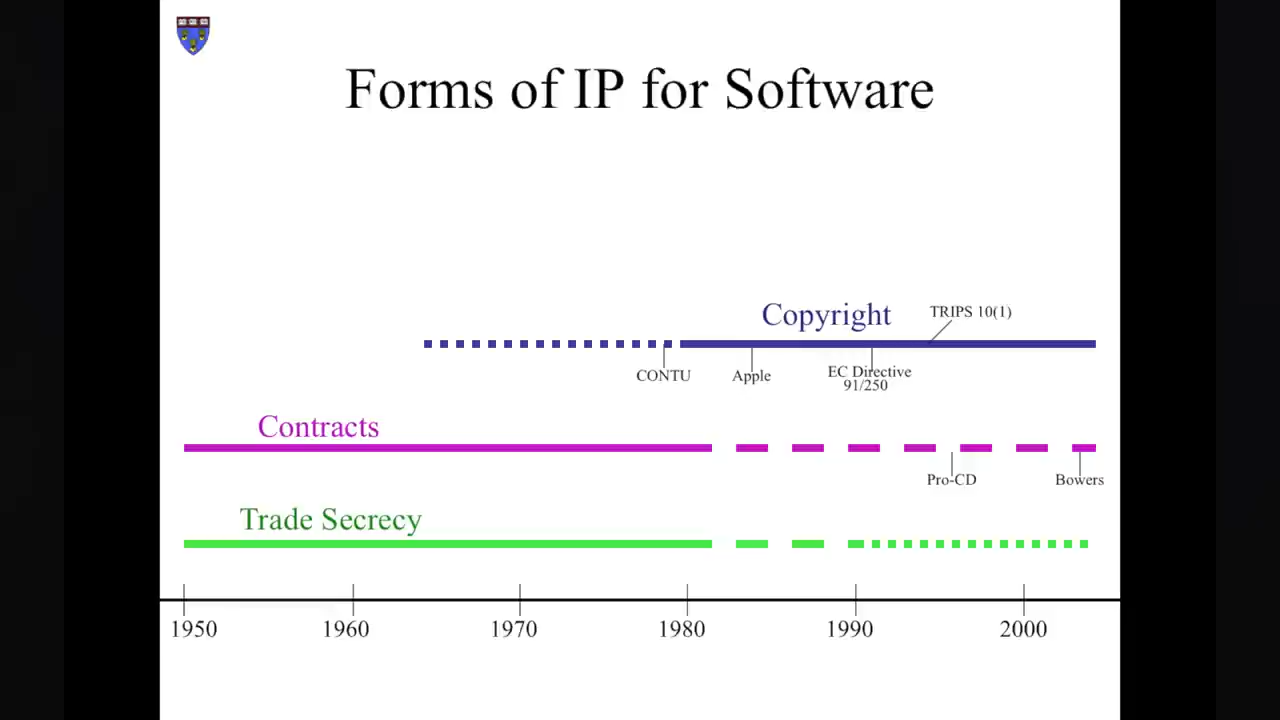 Forms of IP for Software
Copyright
TRIPS 10(1)
CONTU
Apple
EC Directive
91/250
Contracts
Pro-CD
Bowers
Trade Secrecy
1950
1960
1970
1980
1990
2000